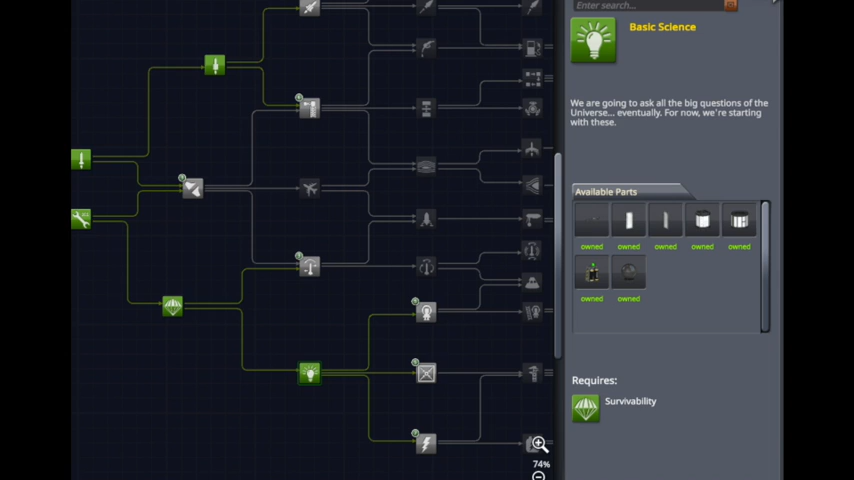 Enter search...
Basic Science
We are going to ask all the big questions of the
Universe... eventually. For now, we're starting
with these.
Available Parts
owned owned owned owned owned
owned owned
Requires:
Survivability
74%